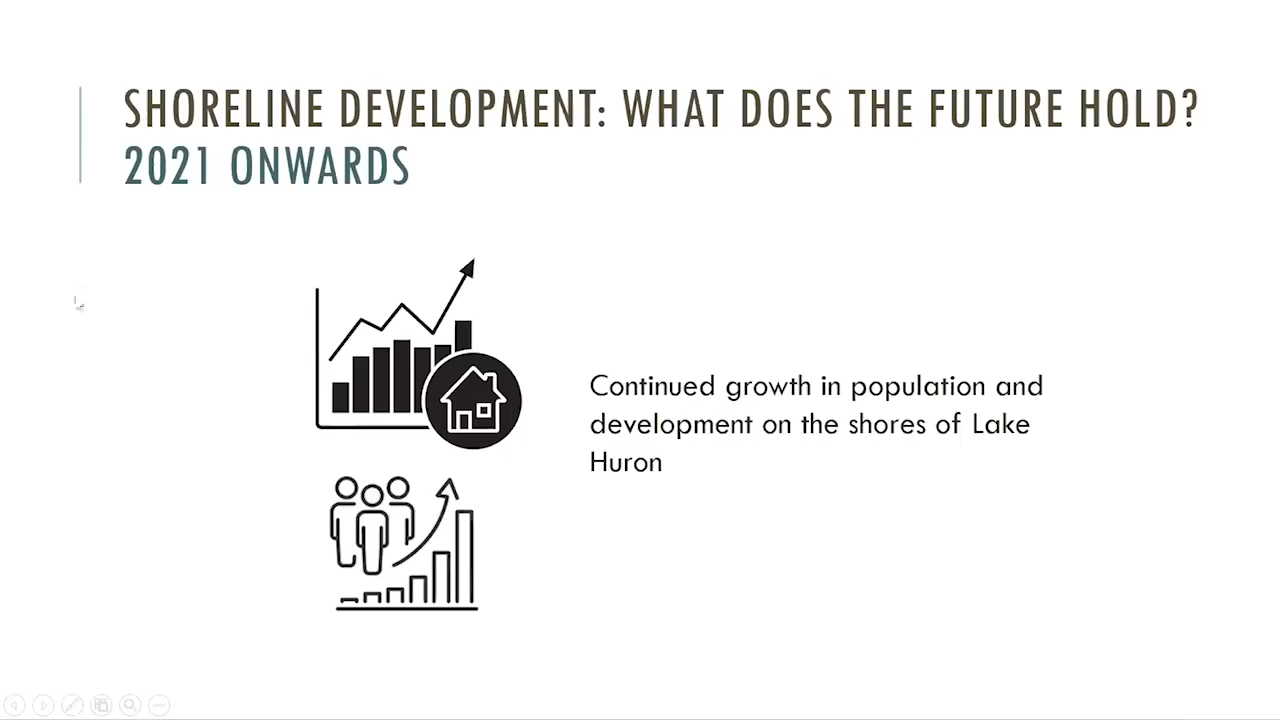 SHORELINE DEVELOPMENT: WHAT DOES THE FUTURE HOLD?
2021 ONWARDS
Continued growth in population and
development on the shores of Lake
Huron